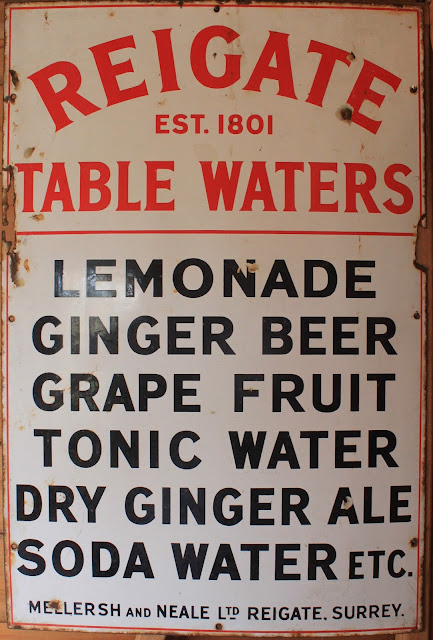 REIGATE
EST. 1801
TABLE WATERS
LEMONADE
GINGER BEER
GRAPE FRUIT
TONIC WATER
DRY GINGER ALE
SODA WATER ETC.
MELLERSH AND NEALE LTD REIGATE. SURREY.